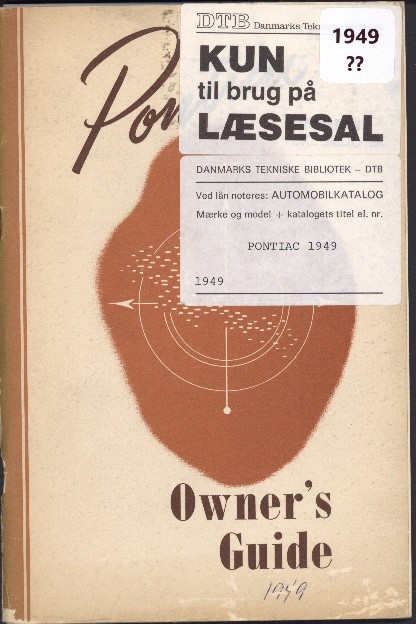 DTB Danmarks Tekn
1949
??
KUN
til brug på
LÆSESAL
DANMARKS TEKNISKE BIBLIOTEK – DTB
Ved lån noteres: AUTOMOBILKATALOG
Mærke og model + katalogets titel el. nr.
PONTIAC 1949
1949
Owner's
Guide
1949